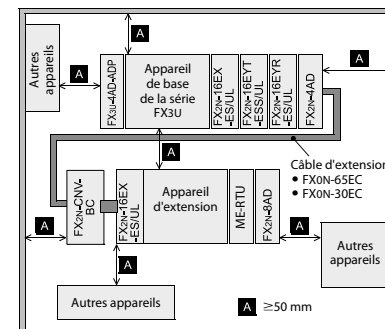 A
Autres
appareils
A
FX3U-4AD-ADP
Appareil
de base
de la série
FX3U
FX2N-16EX
-ES/UL
FX2N-16EYT
-ESS/UL
FX2N-16EYR
-ES/UL
FX2N-4AD
A
A
Câble d'extension
• FX0N-65EC
• FX0N-30EC
A
FX2N-CNV-
BC
FX2N-16EX
-ES/UL
Appareil
d'extension
ME-RTU
FX2N-8AD
A
Autres
appareils
A
Autres appareils
A ≥50 mm